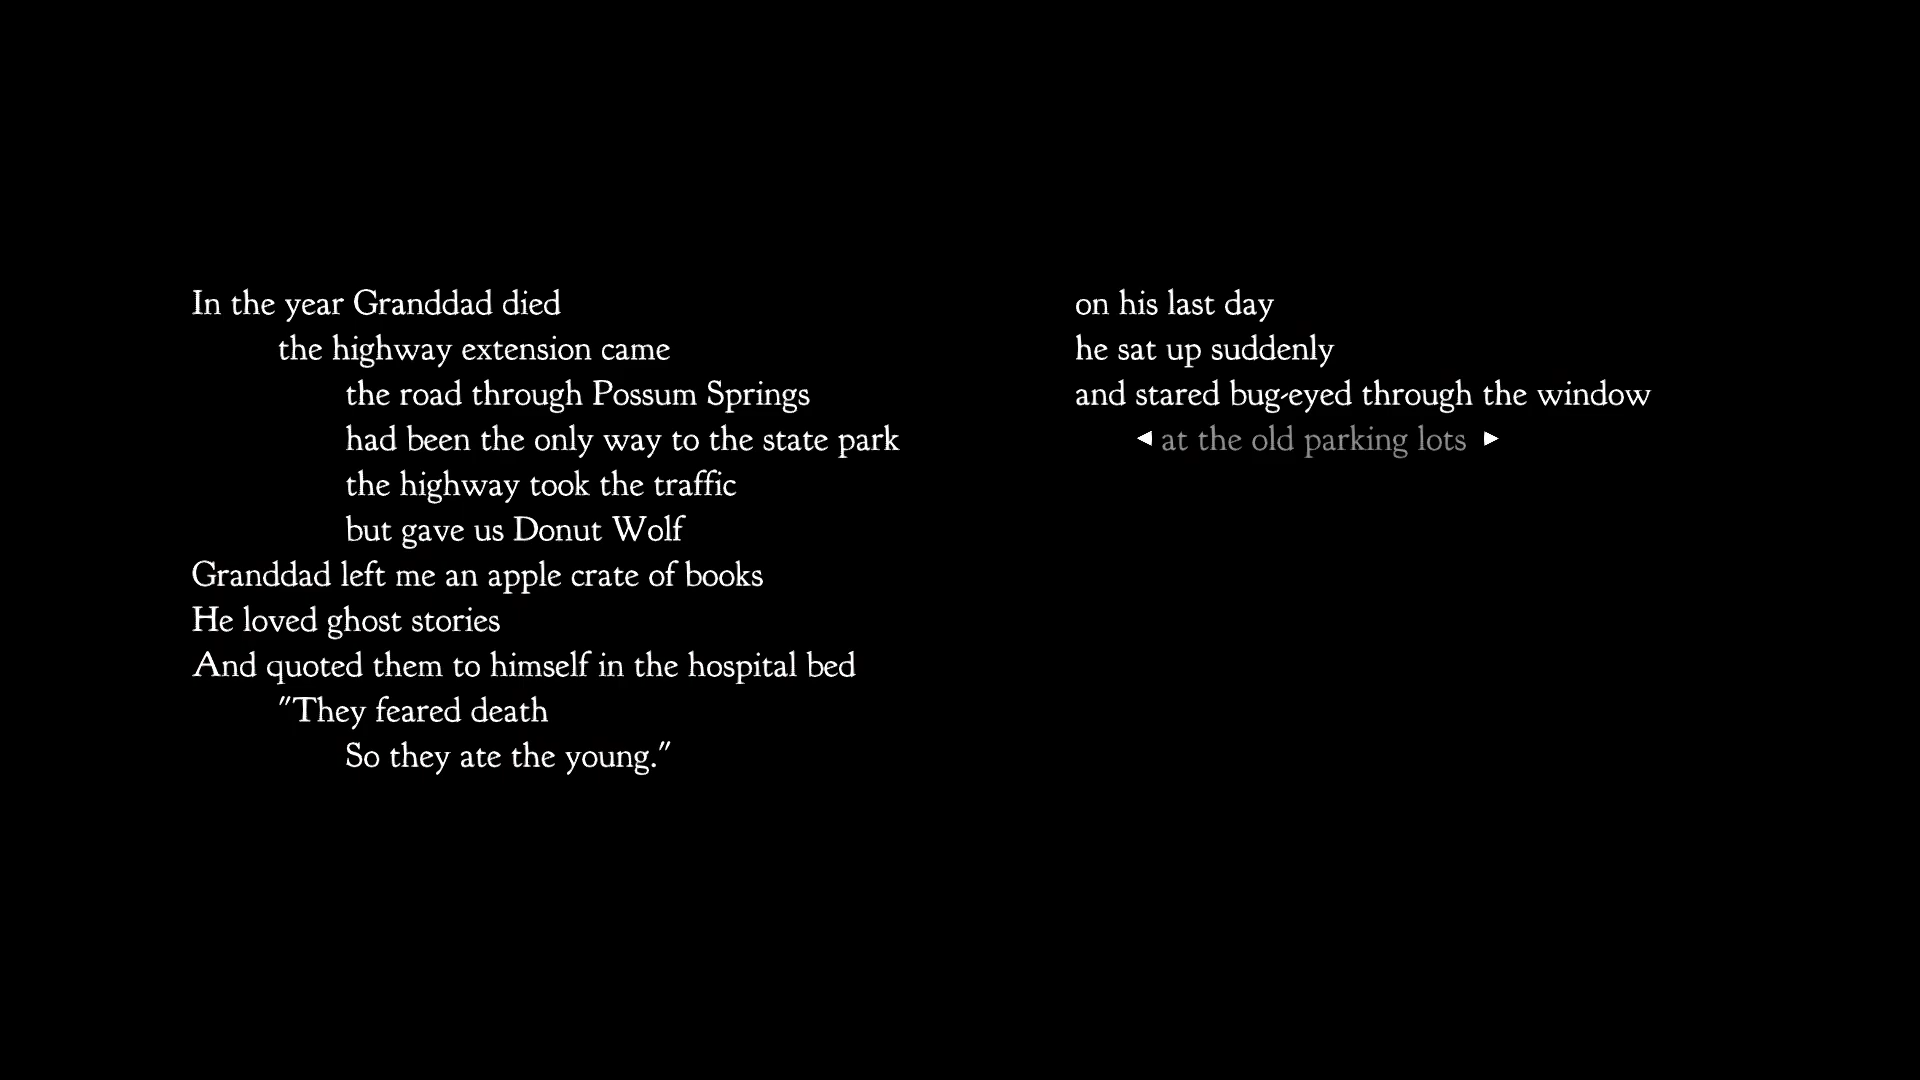 In the year Granddad died
the highway extension came
the road through Possum Springs
had been the only way to the state park
the highway took the traffic
but gave us Donut Wolf
Granddad left me an apple crate of books
He loved ghost stories
And quoted them to himself in the hospital bed
"They feared death
So they ate the young."
on his last day
he sat up suddenly
and stared bug-eyed through the window
at the old parking lots